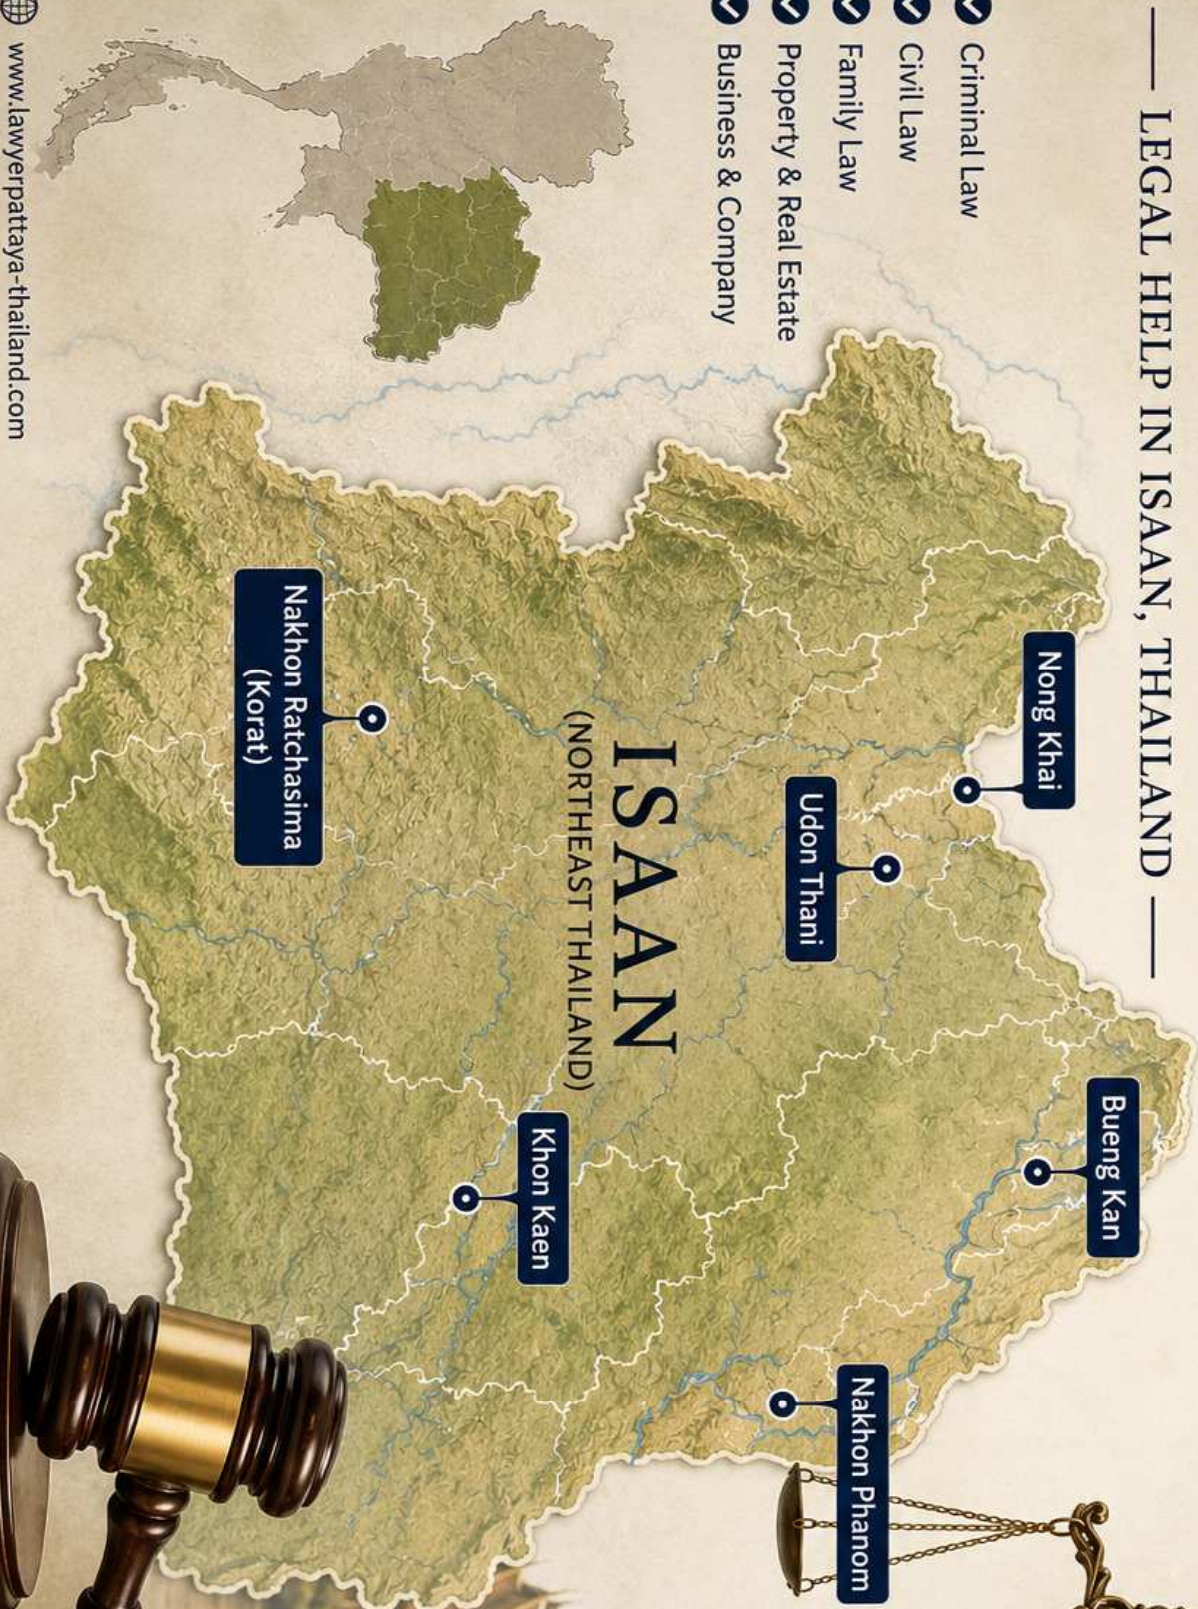 LEGAL HELP IN ISAAN, THAILAND
Criminal Law
Civil Law
Family Law
Property & Real Estate
Business & Company
Nong Khai
Bueng Kan
Udon Thani
Nakhon Phanom
ISAAN
(NORTHEAST THAILAND)
Khon Kaen
Nakhon Ratchasima
(Korat)
www.lawyerpattaya-thailand.com